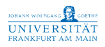 JOHANN WOLFGANG GOETHE
UNIVERSITÄT
FRANKFURT AM MAIN